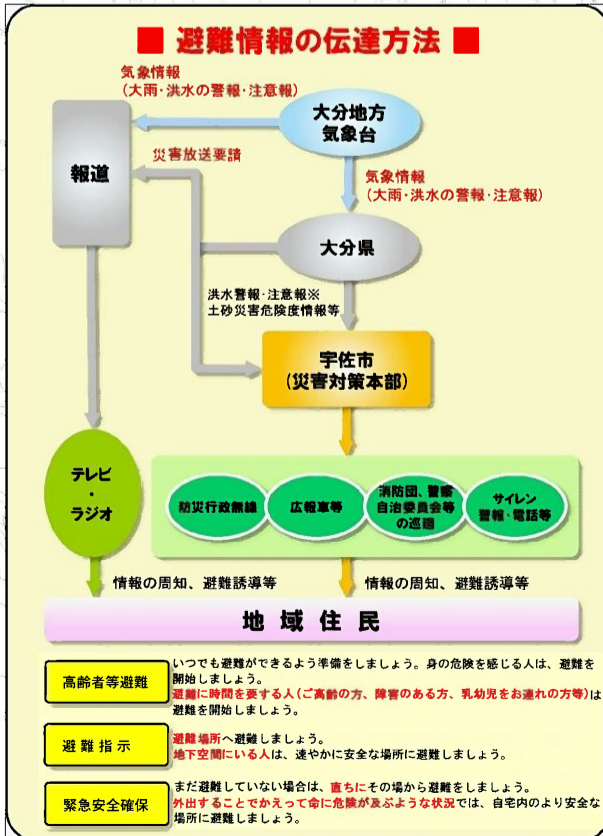 ■ 避難情報の伝達方法 ■
気象情報
(大雨・洪水の警報・注意報)
大分地方
気象台
報道
災害放送要請
気象情報
(大雨・洪水の警報・注意報)
大分県
洪水警報・注意報※
土砂災害危険度情報等
宇佐市
(災害対策本部)
テレビ
・
ラジオ
防災行政無線
広報車等
消防団、警察
自治委員会等
の巡回
サイレン
警報・電話等
情報の周知、避難誘導等
情報の周知、避難誘導等
地域住民
高齢者等避難
いつでも避難ができるよう準備をしましょう。身の危険を感じる人は、避難を
開始しましょう。
避難に時間を要する人(ご高齢の方、障害のある方、乳幼児をお連れの方等)は
避難を開始しましょう。
避難指示
避難場所へ避難しましょう。
地下空間にいる人は、速やかに安全な場所に避難しましょう。
緊急安全確保
まだ避難していない場合は、直ちにその場から避難をしましょう。
外出することでかえって命に危険が及ぶような状況では、自宅内のより安全な
場所に避難しましょう。